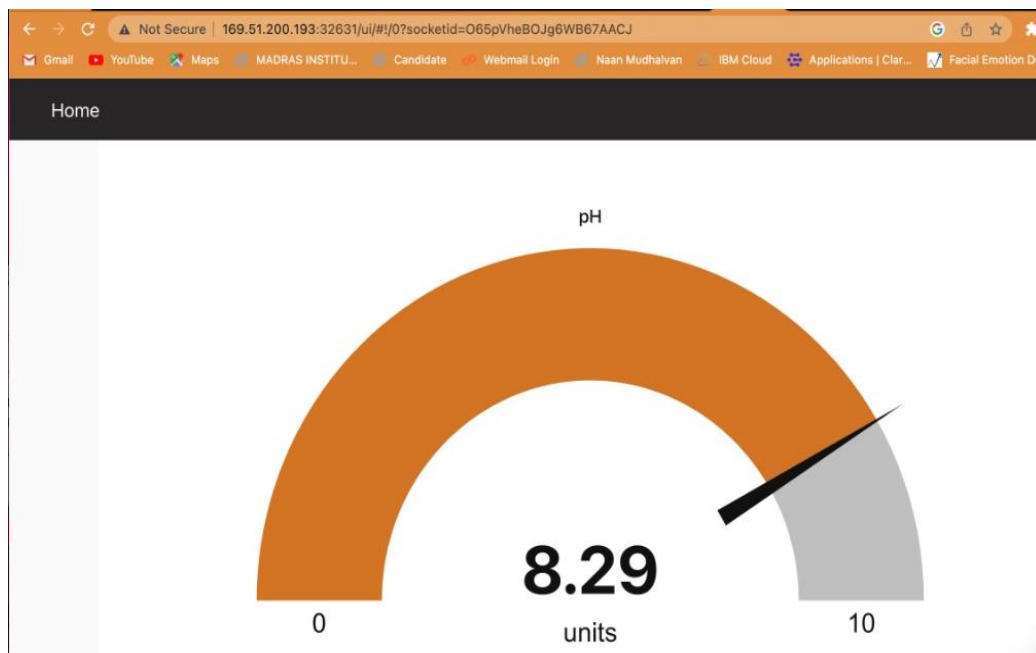 Not Secure | 169.51.200.193:32631/ui/#!/0?socketid=O65pVheBOJg6WB67AACJ
Gmail YouTube Maps MADRAS INSTITU... Candidate Webmail Login Naan Mudhalvan IBM Cloud Applications | Clar... Facial Emotion D
Home
pH
8.29
0 units 10